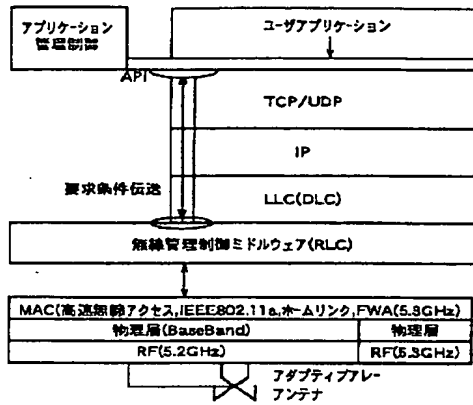 アプリケーション
管理制御
ユーザアプリケーション
API
TCP/UDP
IP
要求条件伝送
LLC(DLC)
無線管理制御ミドルウェア(RLC)
MAC(高速無線アクセス,IEEE802.11a,ホームリンク,FWA(5.3GHz)
物理層(BaseBand)
物理層
RF(5.2GHz)
RF(5.3GHz)
アダプティブアレー
アンテナ